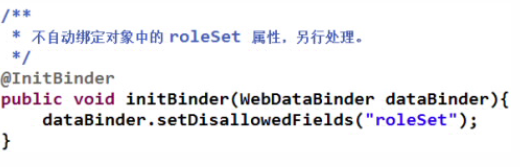 /**
 * 不自动绑定对象中的 roleSet 属性，另行处理。
 */
@InitBinder
public void initBinder(WebDataBinder dataBinder){
    dataBinder.setDisallowedFields("roleSet");
}